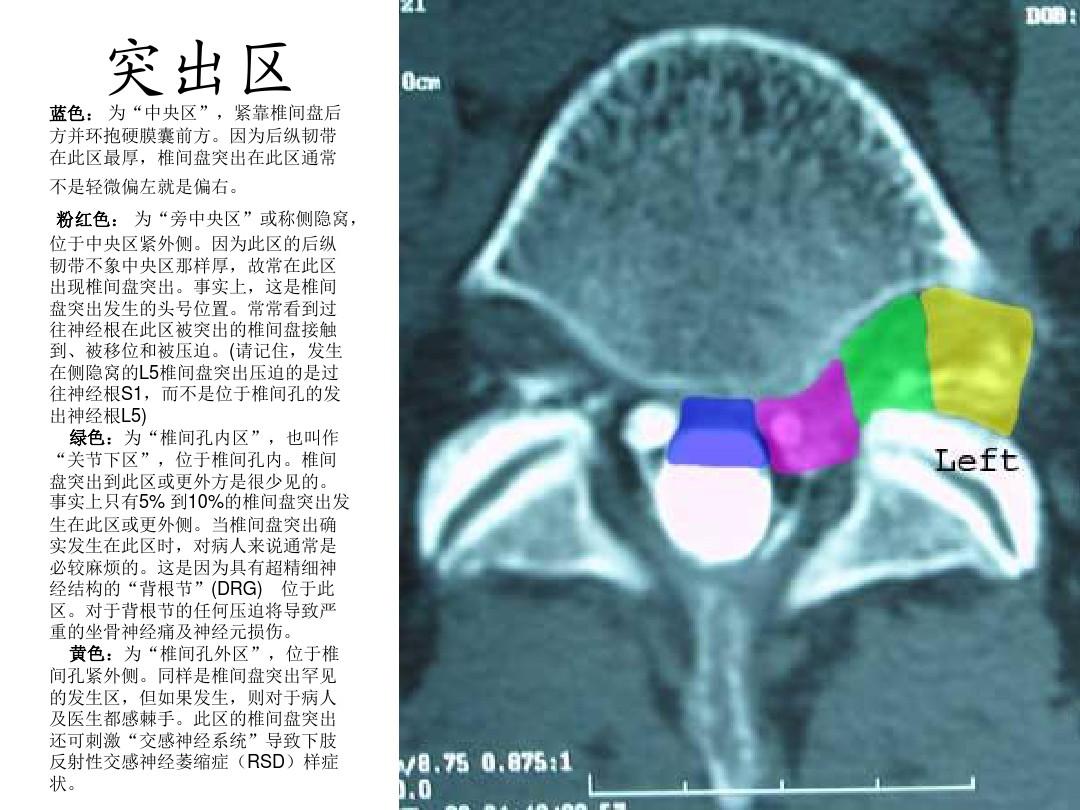 突出区
蓝色： 为“中央区”，紧靠椎间盘后
方并环抱硬膜囊前方。因为后纵韧带
在此区最厚，椎间盘突出在此区通常
不是轻微偏左就是偏右。
粉红色： 为“旁中央区”或称侧隐窝，
位于中央区紧外侧。因为此区的后纵
韧带不象中央区那样厚，故常在此区
出现椎间盘突出。事实上，这是椎间
盘突出发生的头号位置。常常看到过
往神经根在此区被突出的椎间盘接触
到、被移位和被压迫。(请记住，发生
在侧隐窝的L5椎间盘突出压迫的是过
往神经根S1，而不是位于椎间孔的发
出神经根L5)
绿色：为“椎间孔内区”，也叫作
“关节下区”，位于椎间孔内。椎间
盘突出到此区或更外方是很少见的。
事实上只有5% 到10%的椎间盘突出发
生在此区或更外侧。当椎间盘突出确
实发生在此区时，对病人来说通常是
必较麻烦的。这是因为具有超精细神
经结构的“背根节”(DRG) 位于此
区。对于背根节的任何压迫将导致严
重的坐骨神经痛及神经元损伤。
黄色：为“椎间孔外区”，位于椎
间孔紧外侧。同样是椎间盘突出罕见
的发生区，但如果发生，则对于病人
及医生都感棘手。此区的椎间盘突出
还可刺激“交感神经系统”导致下肢
反射性交感神经萎缩症（RSD）样症
状。
21
DOB:
0cm
Left
/8.75 0.875:1
.0